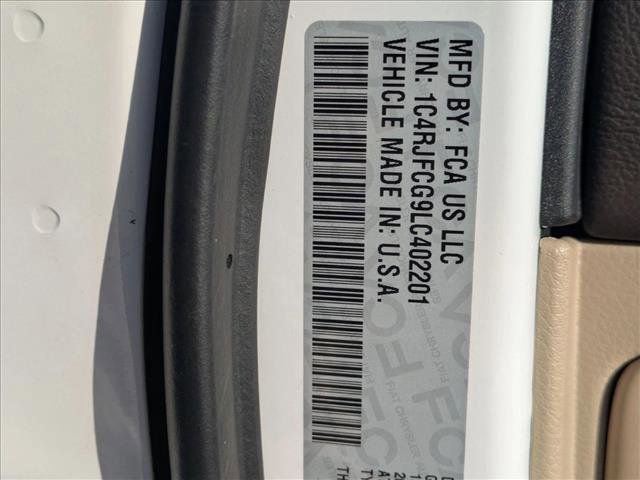 MFD BY: FCA US LLC
VIN: 1C4RJFCG9LC402201
VEHICLE MADE IN: U.S.A.